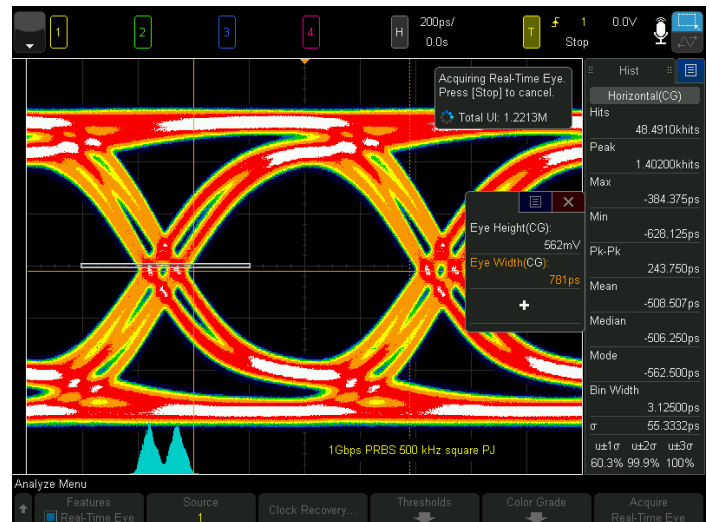 1
2
3
4
H
200ps/
0.0s
T
1
0.0V
Stop
Acquiring Real-Time Eye.
Press [Stop] to cancel.
Total UI: 1.2213M
Hist
Horizontal(CG)
Hits
48.4910khits
Peak
1.40200khits
Max
-384.375ps
Min
-628.125ps
Pk-Pk
243.750ps
Mean
-508.507ps
Median
-506.250ps
Mode
-562.500ps
Bin Width
3.12500ps
σ
55.3332ps
u±1σ u±2σ u±3σ
60.3% 99.9% 100%
Eye Height(CG):
562mV
Eye Width(CG):
781ps
+
1Gbps PRBS 500 kHz square PJ
Analyze Menu
Features
Real-Time Eye
Source
1
Clock Recovery...
Thresholds
Color Grade
Acquire
Real-Time Eye